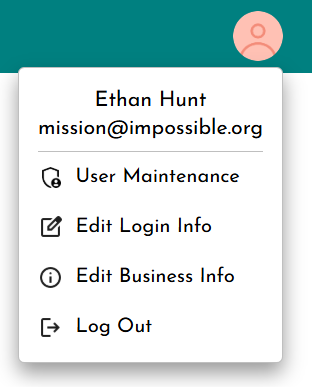 Ethan Hunt
mission@impossible.org
User Maintenance
Edit Login Info
Edit Business Info
Log Out